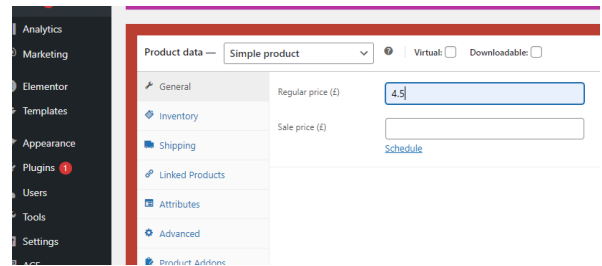 Analytics
Marketing
Elementor
Templates
Appearance
Plugins 1
Users
Tools
Settings
ACF
Product data — Simple product Virtual: Downloadable:
General
Inventory
Shipping
Linked Products
Attributes
Advanced
Product Addons
Regular price (£) 4.5
Sale price (£)
Schedule